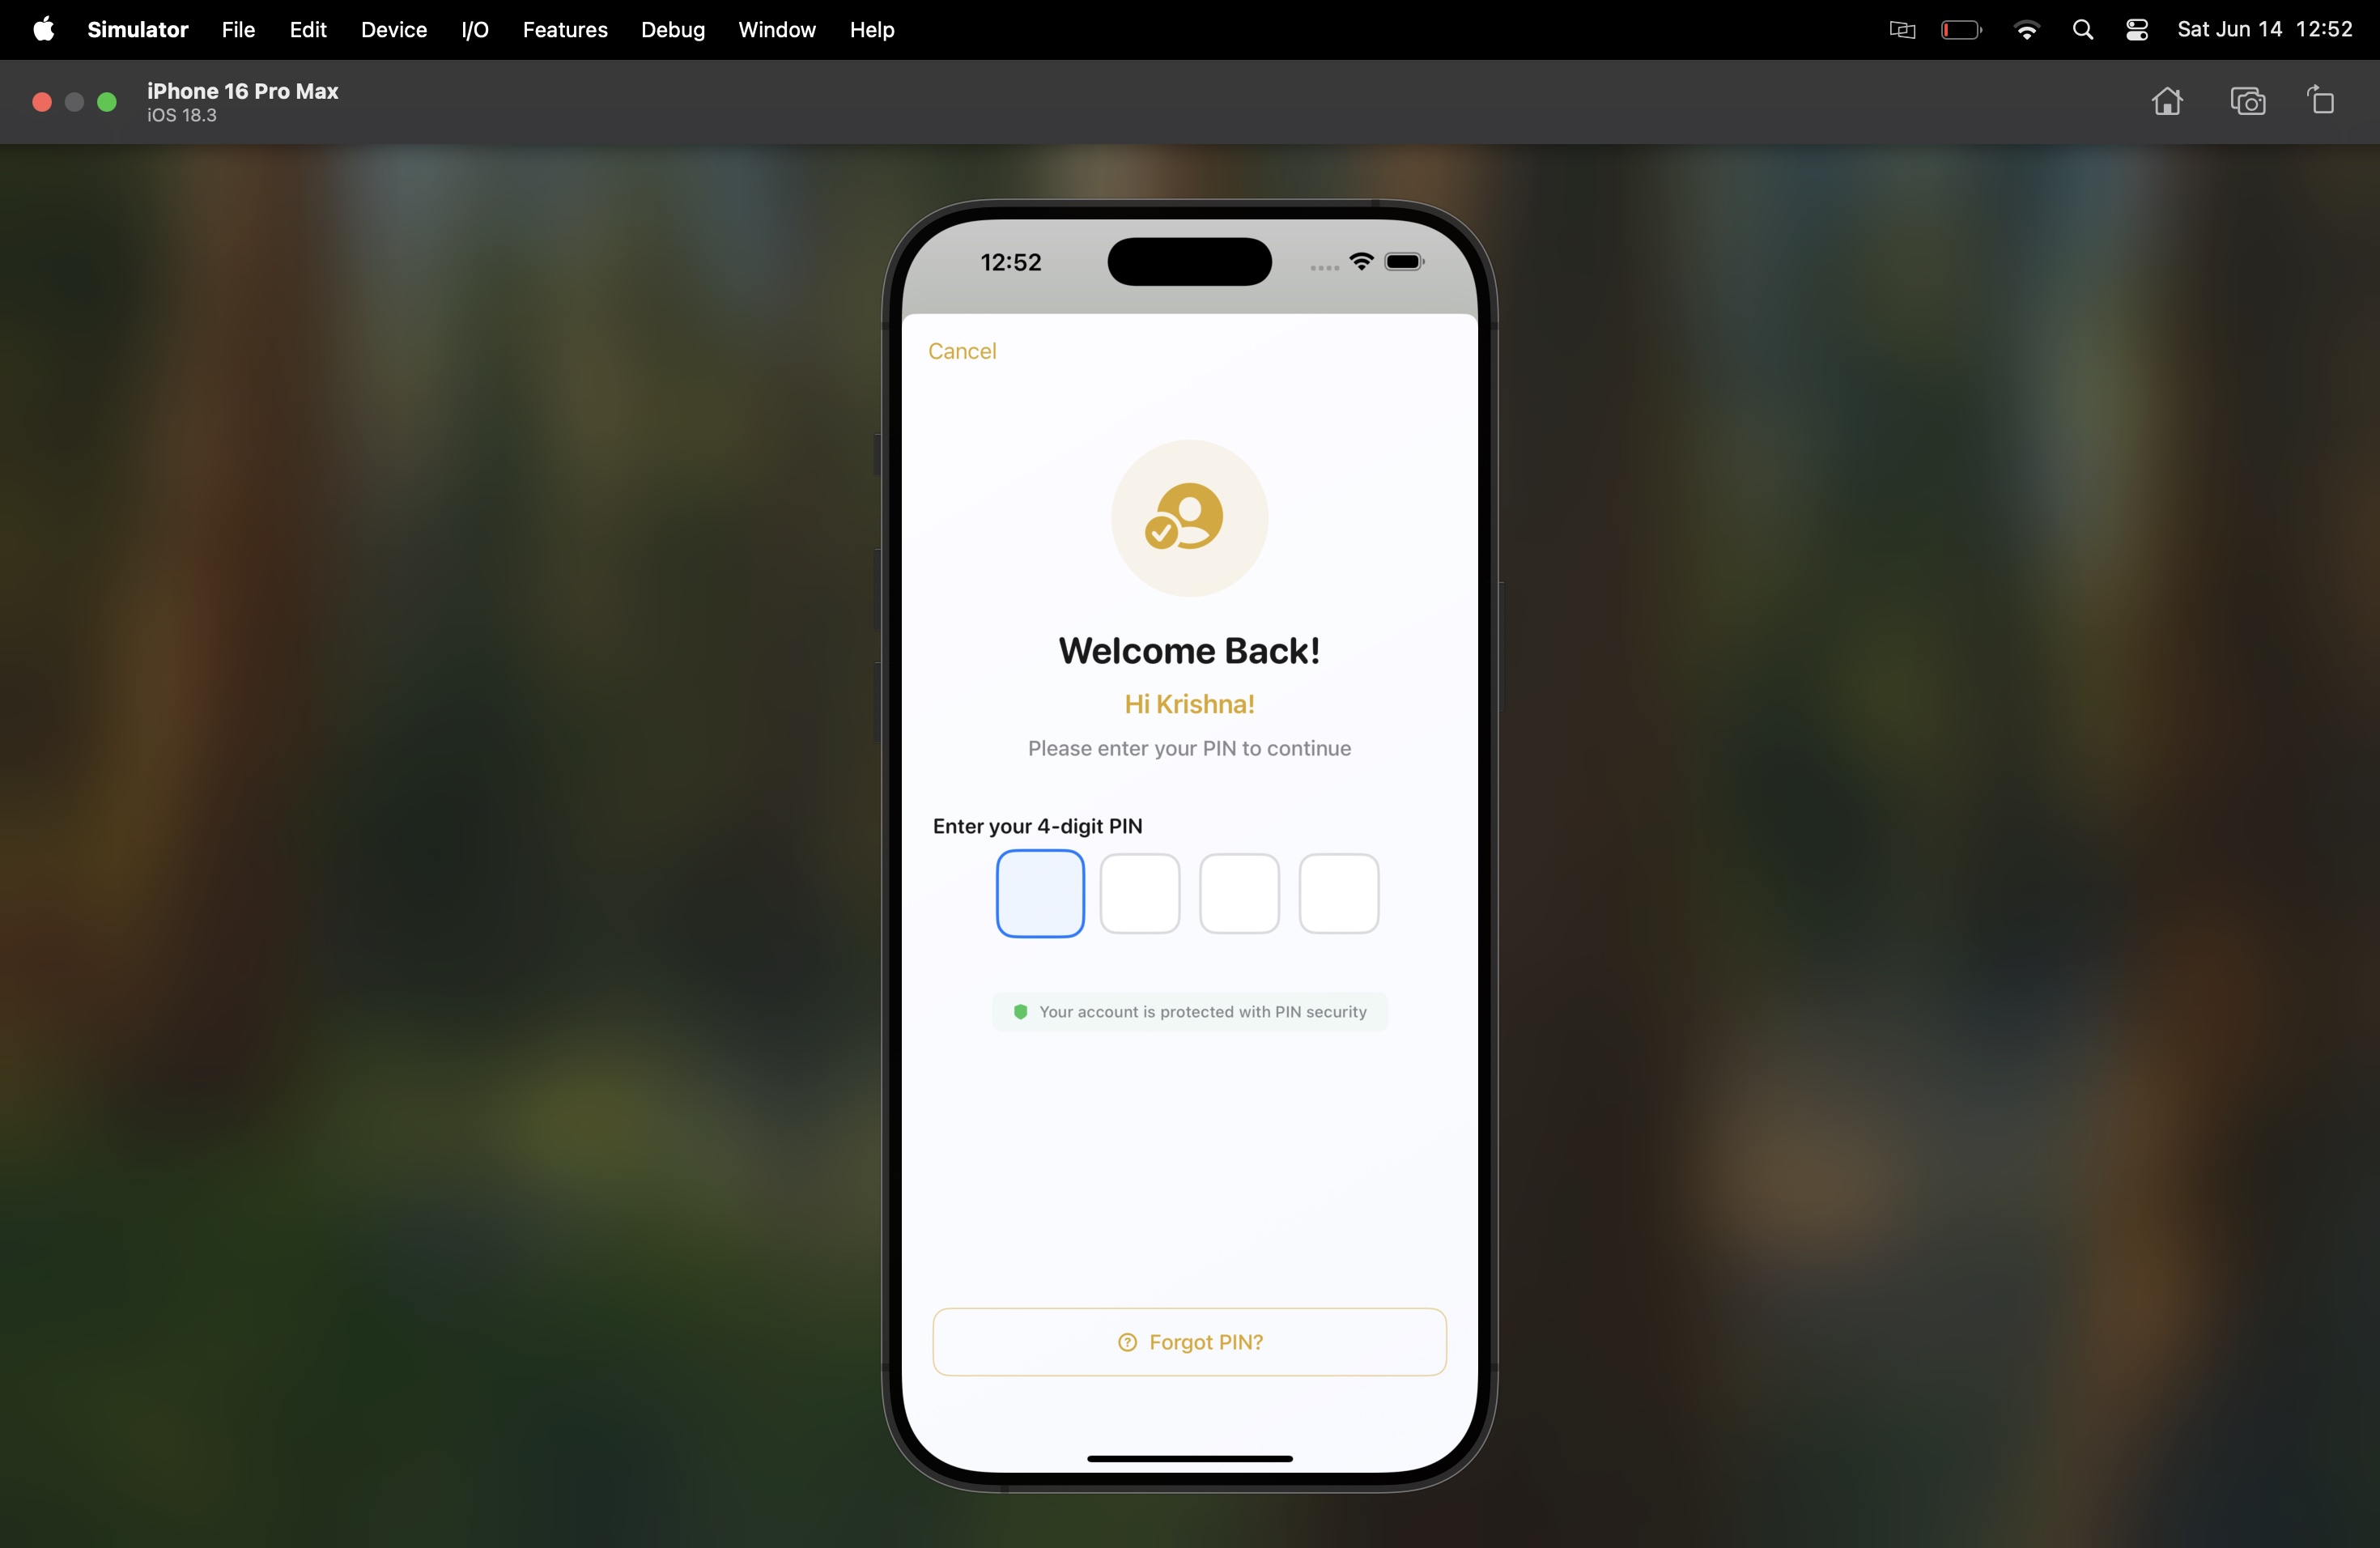 Simulator File Edit Device I/O Features Debug Window Help Sat Jun 14 12:52
iPhone 16 Pro Max
iOS 18.3
12:52
Cancel
Welcome Back!
Hi Krishna!
Please enter your PIN to continue
Enter your 4-digit PIN
Your account is protected with PIN security
Forgot PIN?